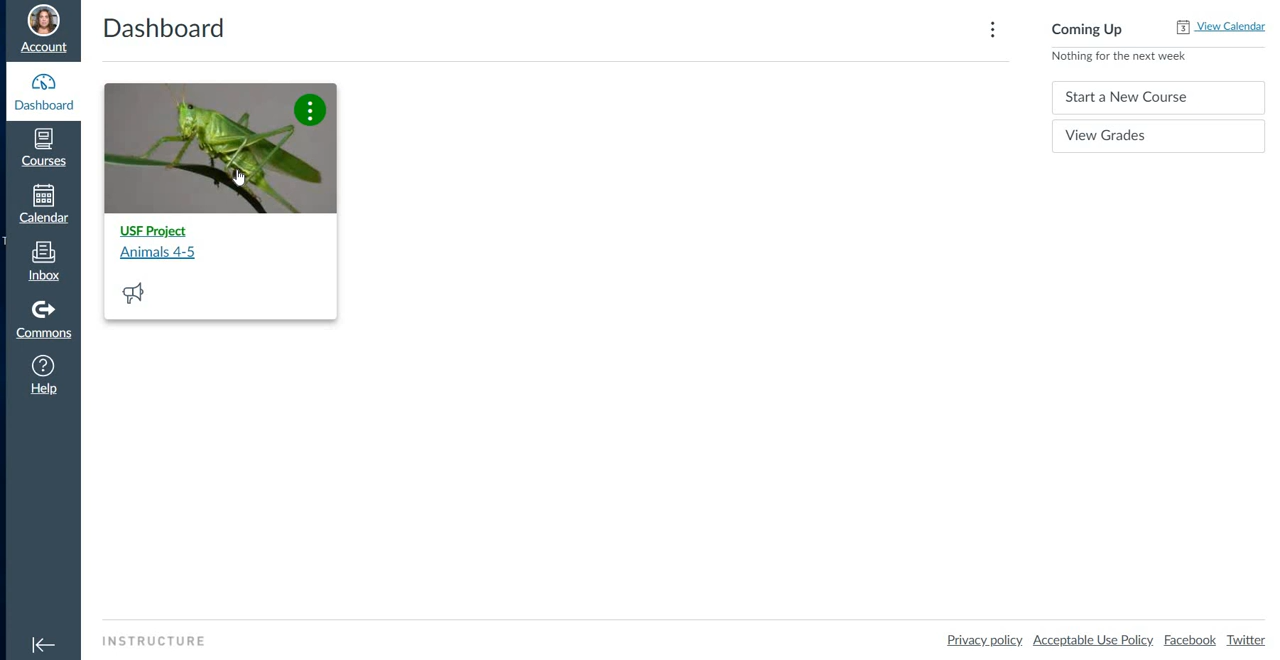 Account
Dashboard
Courses
Calendar
Inbox
Commons
Help
Dashboard
USF Project
Animals 4-5
Coming Up
3
View Calendar
Nothing for the next week
Start a New Course
View Grades
INSTRUCTURE
Privacy policy Acceptable Use Policy Facebook Twitter